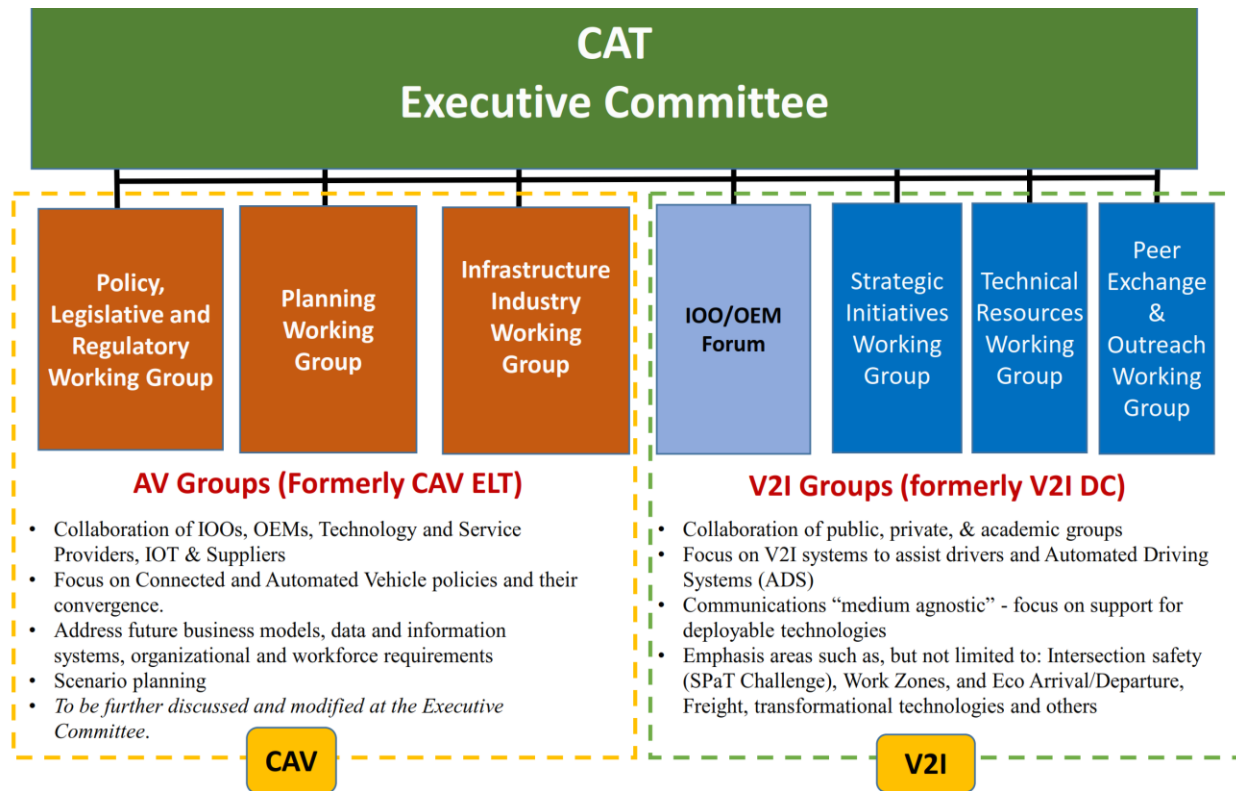 CAT
Executive Committee
Policy,
Legislative and
Regulatory
Working Group
Planning
Working
Group
Infrastructure
Industry
Working
Group
IOO/OEM
Forum
Strategic
Initiatives
Working
Group
Technical
Resources
Working
Group
Peer
Exchange
&
Outreach
Working
Group
AV Groups (Formerly CAV ELT)
• Collaboration of IOOs, OEMs, Technology and Service
Providers, IOT & Suppliers
• Focus on Connected and Automated Vehicle policies and their
convergence.
• Address future business models, data and information
systems, organizational and workforce requirements
• Scenario planning
• To be further discussed and modified at the Executive
Committee.
CAV
V2I Groups (formerly V2I DC)
• Collaboration of public, private, & academic groups
• Focus on V2I systems to assist drivers and Automated Driving
Systems (ADS)
• Communications “medium agnostic” - focus on support for
deployable technologies
• Emphasis areas such as, but not limited to: Intersection safety
(SPaT Challenge), Work Zones, and Eco Arrival/Departure,
Freight, transformational technologies and others
V2I